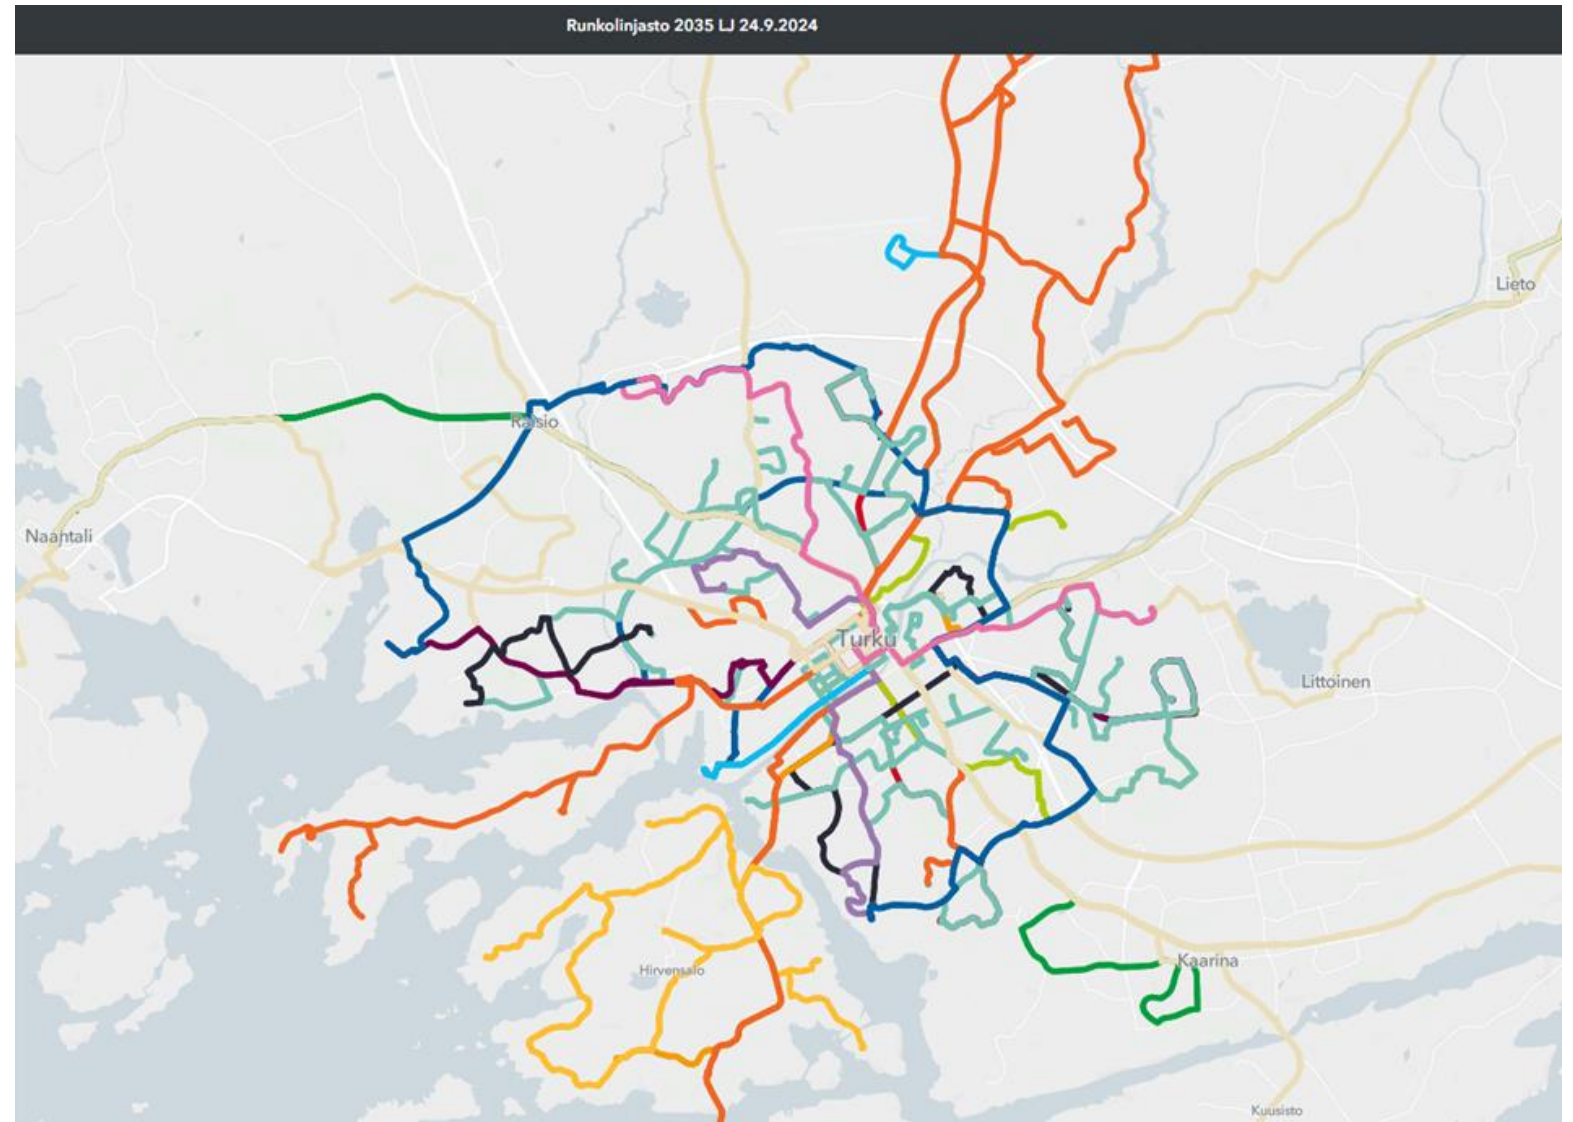 Runkolinjasto 2035 LJ 24.9.2024
Lieto
Raisio
Naantali
Turku
Littoinen
Kaarina
Hirvensalo
Kuusisto